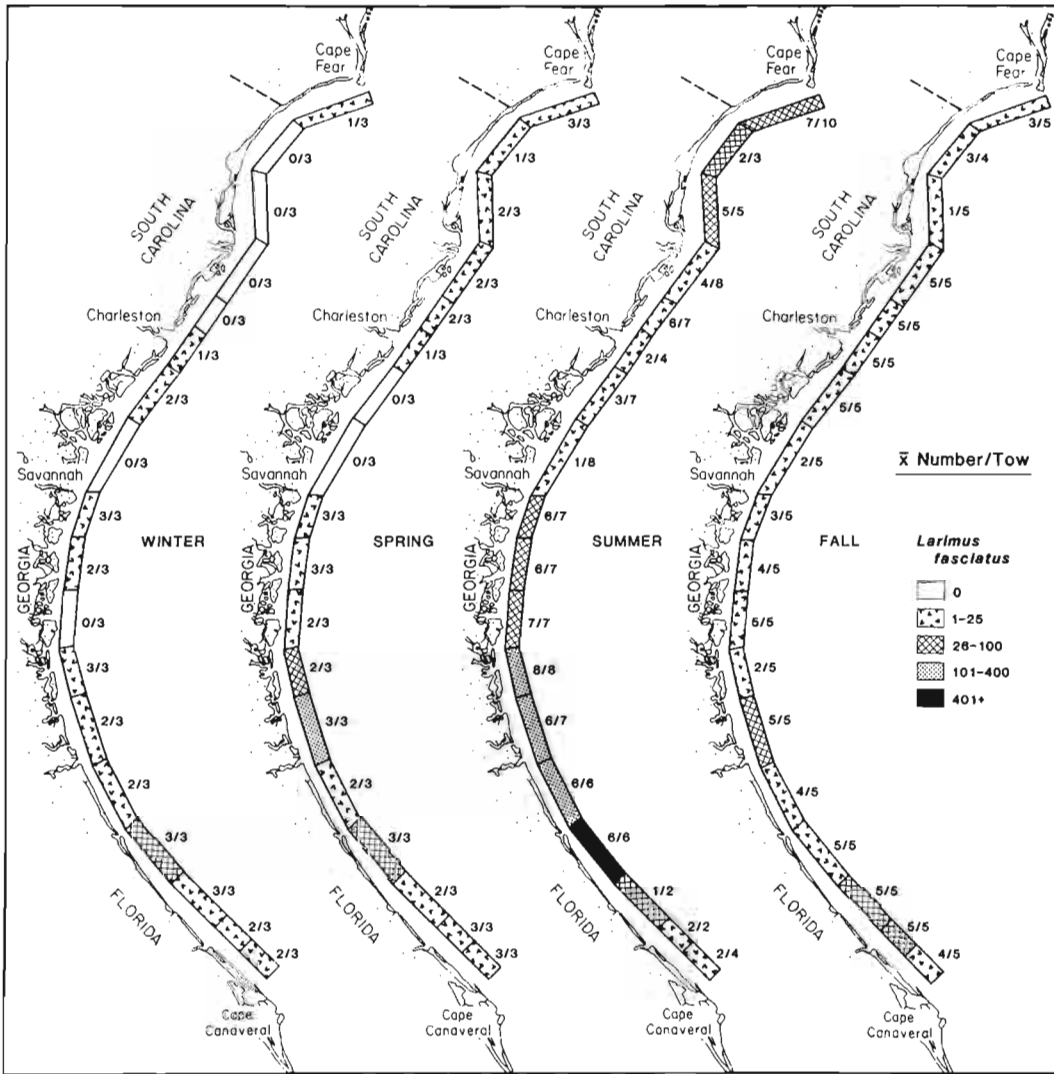 Cape
Fear
1/3
0/3
0/3
0/3
0/3
1/3
2/3
0/3
3/3
2/3
0/3
3/3
2/3
2/3
3/3
3/3
2/3
2/3
SOUTH
CAROLINA
Charleston
Savannah
GEORGIA
WINTER
FLORIDA
Cape
Canaveral
Cape
Fear
3/3
1/3
2/3
2/3
2/3
1/3
0/3
0/3
3/3
3/3
2/3
2/3
3/3
2/3
3/3
2/3
3/3
3/3
SOUTH
CAROLINA
Charleston
Savannah
GEORGIA
SPRING
FLORIDA
Cape
Canaveral
Cape
Fear
7/10
2/3
5/5
4/8
6/7
2/4
3/7
1/8
6/7
6/7
7/7
8/8
6/7
6/6
6/6
1/2
2/2
2/4
SOUTH
CAROLINA
Charleston
Savannah
GEORGIA
SUMMER
FLORIDA
Cape
Canaveral
Cape
Fear
3/5
3/4
1/5
5/5
5/5
5/5
5/5
2/5
3/5
4/5
5/5
2/5
5/5
4/5
5/5
5/5
5/5
4/5
SOUTH
CAROLINA
Charleston
Savannah
GEORGIA
FALL
FLORIDA
Cape
Canaveral
x̄ Number/Tow
Larimus
fasciatus
0
1-25
26-100
101-400
401+